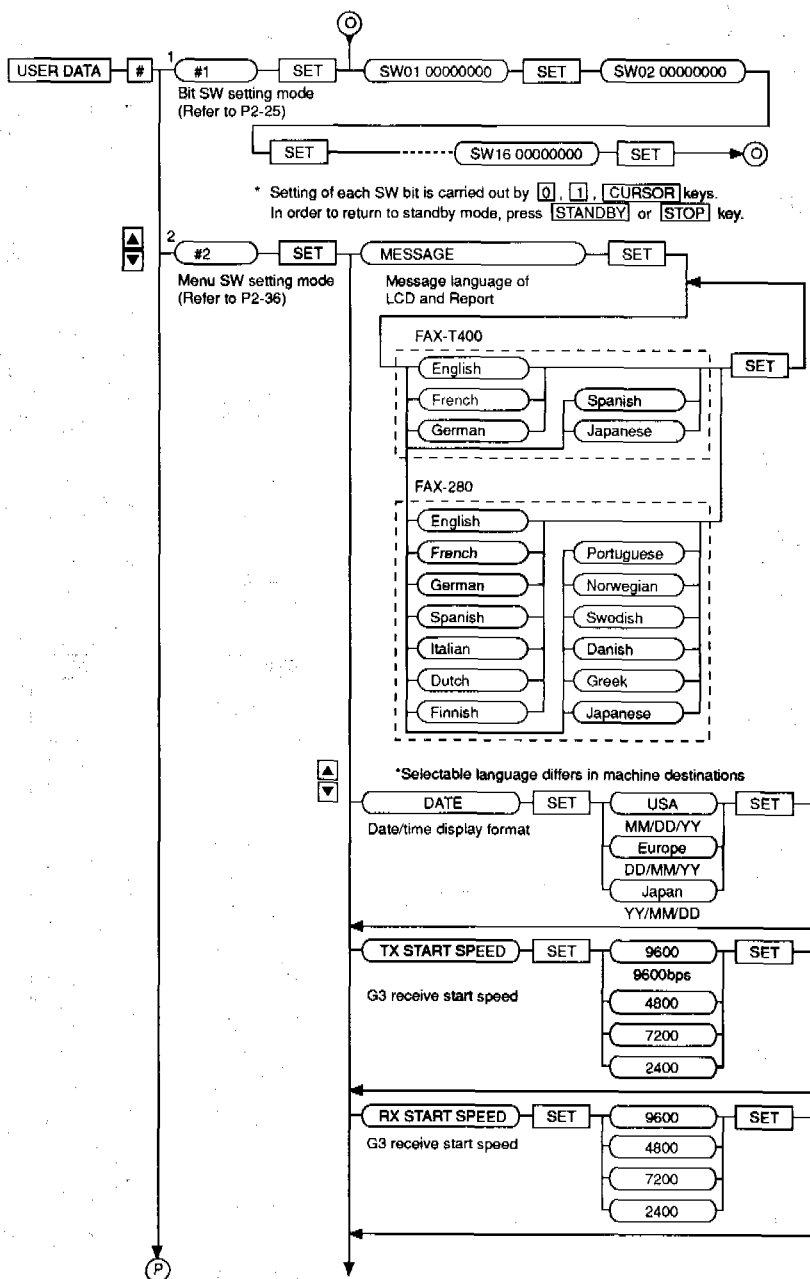 O
USER DATA # 1 #1 SET SW01 00000000 SET SW02 00000000
Bit SW setting mode
(Refer to P2-25)
SET SW16 00000000 SET O
* Setting of each SW bit is carried out by 0, 1, CURSOR keys.
In order to return to standby mode, press STANDBY or STOP key.
▲
▼
2 #2 SET MESSAGE SET
Menu SW setting mode
(Refer to P2-36)
Message language of
LCD and Report
FAX-T400
SET
English
French
German
Spanish
Japanese
FAX-280
English
French
German
Spanish
Italian
Dutch
Finnish
Portuguese
Norwegian
Swodish
Danish
Greek
Japanese
▲
▼
*Selectable language differs in machine destinations
DATE SET USA SET
Date/time display format
MM/DD/YY
Europe
DD/MM/YY
Japan
YY/MM/DD
TX START SPEED SET 9600 SET
9600bps
G3 receive start speed
4800
7200
2400
RX START SPEED SET 9600 SET
G3 receive start speed
4800
7200
2400
P